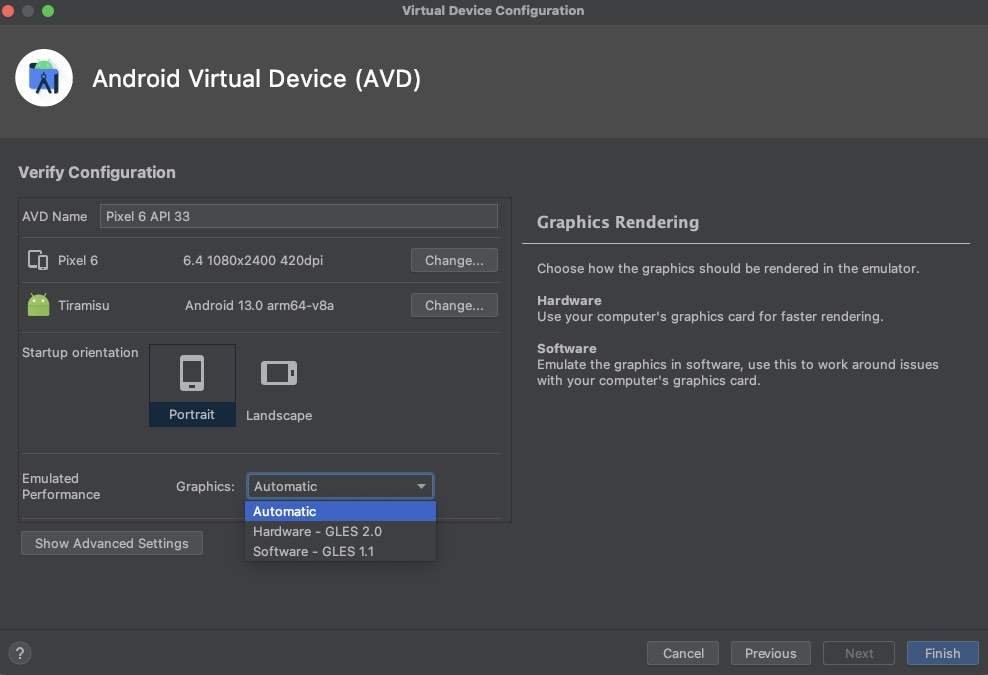 Virtual Device Configuration
Android Virtual Device (AVD)
Verify Configuration
AVD Name Pixel 6 API 33
Pixel 6 6.4 1080x2400 420dpi Change...
Tiramisu Android 13.0 arm64-v8a Change...
Startup orientation
Portrait Landscape
Emulated
Performance
Graphics: Automatic
Automatic
Hardware - GLES 2.0
Software - GLES 1.1
Show Advanced Settings
Graphics Rendering
Choose how the graphics should be rendered in the emulator.
Hardware
Use your computer's graphics card for faster rendering.
Software
Emulate the graphics in software, use this to work around issues
with your computer's graphics card.
? Cancel Previous Next Finish